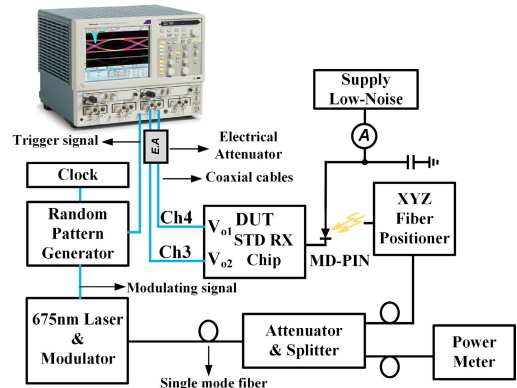 Supply
Low-Noise
A
Trigger signal
E.A
Electrical
Attenuator
Coaxial cables
Clock
Random
Pattern
Generator
Ch4
Ch3
Vo1
Vo2
DUT
STD RX
Chip
MD-PIN
XYZ
Fiber
Positioner
Modulating signal
675nm Laser
&
Modulator
Attenuator
& Splitter
Power
Meter
Single mode fiber